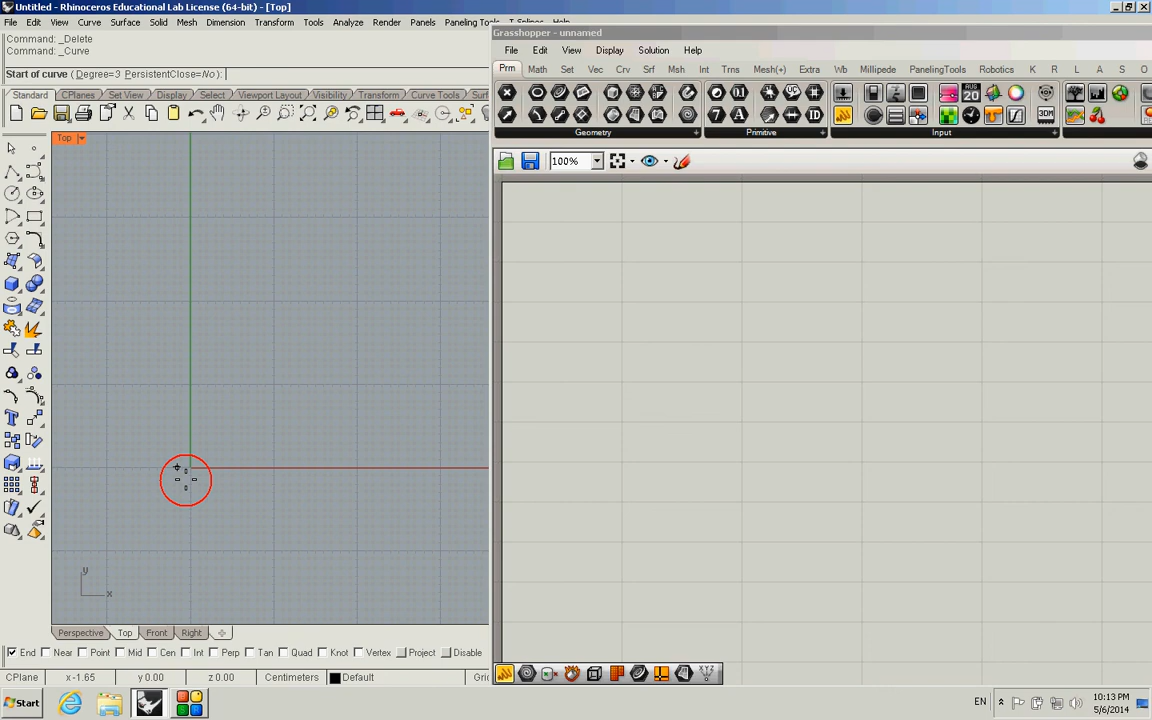 Untitled - Rhinoceros Educational Lab License (64-bit) - [Top]
File Edit View Curve Surface Solid Mesh Dimension Transform Tools Analyze Render Panels Paneling Tools T-Splines Help
Command: _Delete
Command: _Curve
Start of curve ( Degree=3 PersistentClose=No):
Standard CPlanes Set View Display Select Viewport Layout Visibility Transform Curve Tools Surf
Top
y
x
Perspective Top Front Right
End Near Point Mid Cen Int Perp Tan Quad Knot Vertex Project Disable
CPlane x-1.65 y 0.00 z 0.00 Centimeters Default Gri
Grasshopper - unnamed
File Edit View Display Solution Help
Prm Math Set Vec Crv Srf Msh Int Trns Mesh(+) Extra Wb Millipede PanelingTools Robotics K R L A S O
Geometry + Primitive + Input +
100%
Start
EN 10:13 PM
5/6/2014